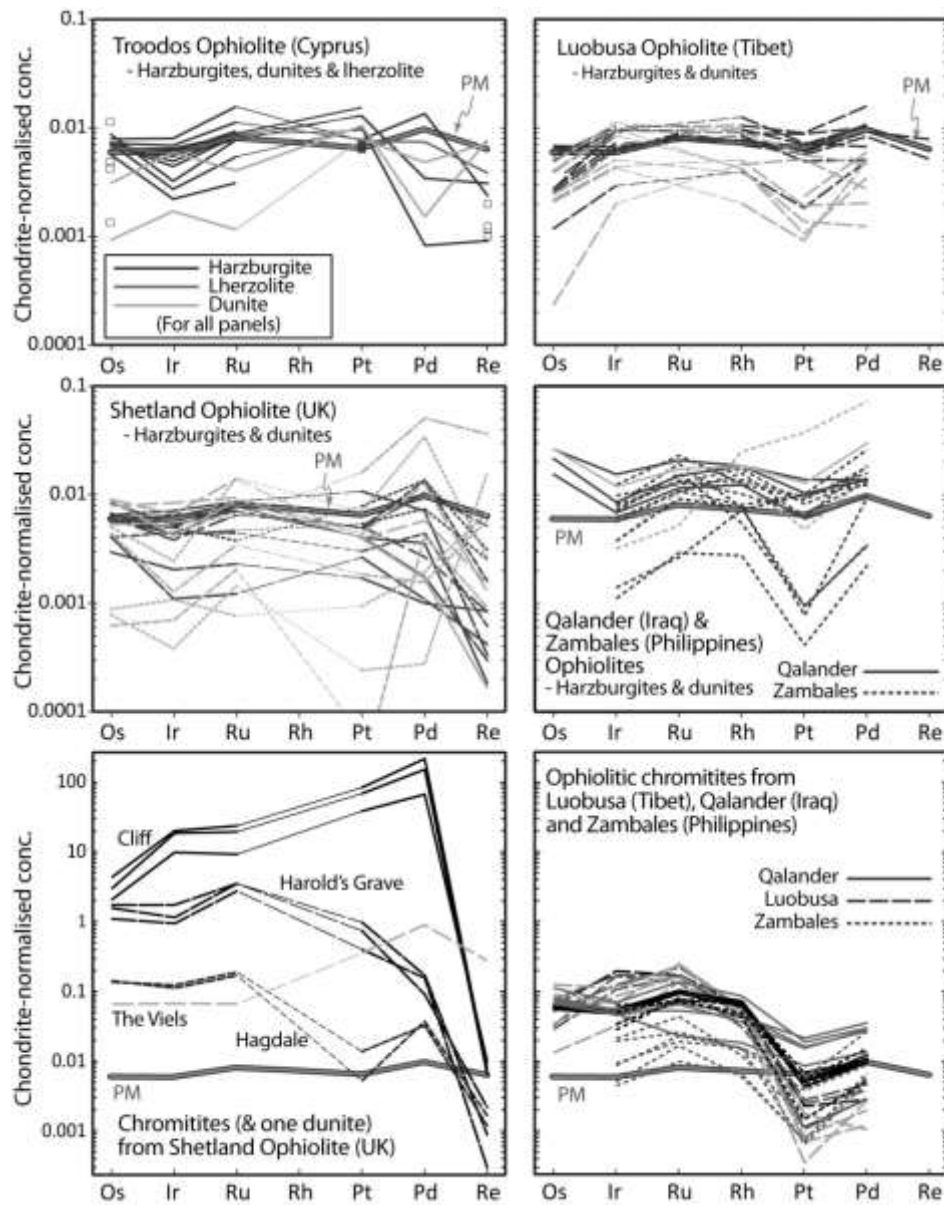 0.1
0.01
0.001
0.0001
Chondrite-normalised conc.
Troodos Ophiolite (Cyprus)
- Harzburgites, dunites & lherzolite
PM
Harzburgite
Lherzolite
Dunite
(For all panels)
Os Ir Ru Rh Pt Pd Re
Luobusa Ophiolite (Tibet)
- Harzburgites & dunites
PM
Os Ir Ru Rh Pt Pd Re
0.1
0.01
0.001
0.0001
Chondrite-normalised conc.
Shetland Ophiolite (UK)
- Harzburgites & dunites
PM
Os Ir Ru Rh Pt Pd Re
PM
Qalander (Iraq) &
Zambales (Philippines)
Ophiolites
- Harzburgites & dunites
Qalander
Zambales
Os Ir Ru Rh Pt Pd Re
100
10
1
0.1
0.01
0.001
Chondrite-normalised conc.
Cliff
Harold's Grave
The Viels
Hagdale
PM
Chromitites (& one dunite)
from Shetland Ophiolite (UK)
Os Ir Ru Rh Pt Pd Re
Ophiolitic chromitites from
Luobusa (Tibet), Qalander (Iraq)
and Zambales (Philippines)
Qalander
Luobusa
Zambales
PM
Os Ir Ru Rh Pt Pd Re